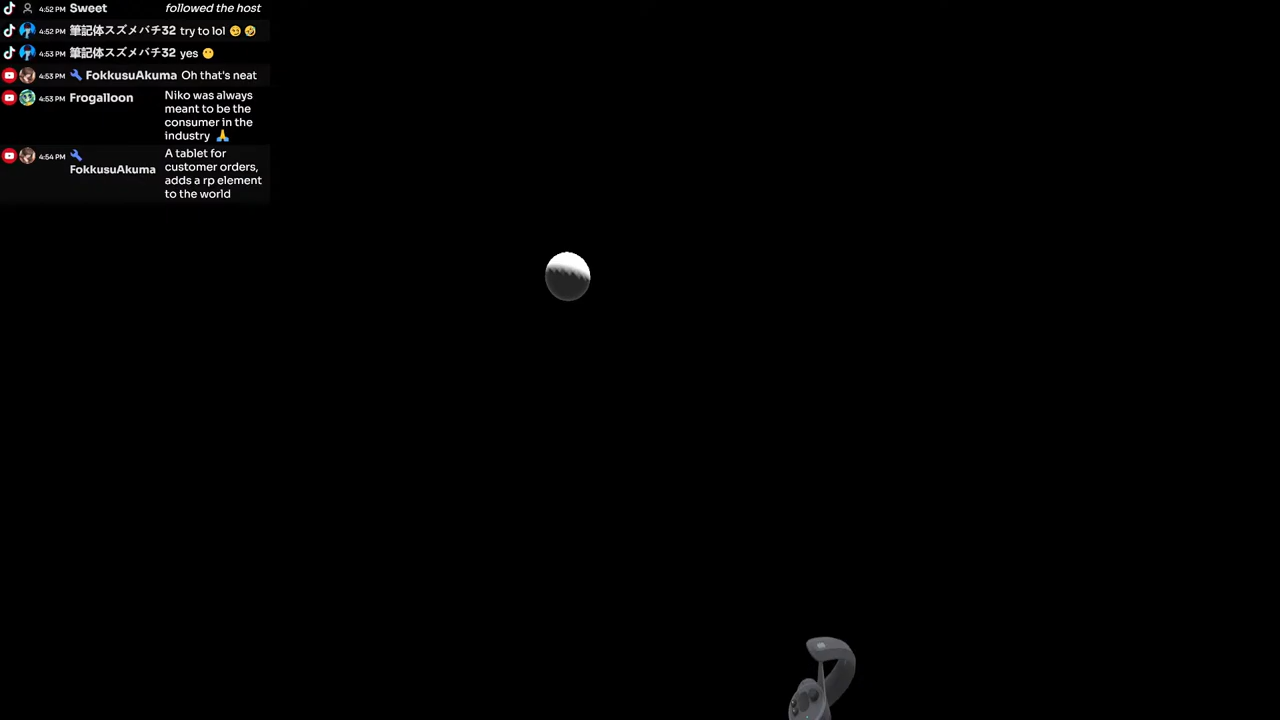 4:52 PM Sweet followed the host
4:52 PM 筆記体スズメバチ32 try to lol 😏 🤣
4:53 PM 筆記体スズメバチ32 yes 😶
4:53 PM FokkusuAkuma Oh that's neat
4:53 PM Frogalloon Niko was always
meant to be the
consumer in the
industry 🙏
4:54 PM FokkusuAkuma A tablet for
customer orders,
adds a rp element
to the world